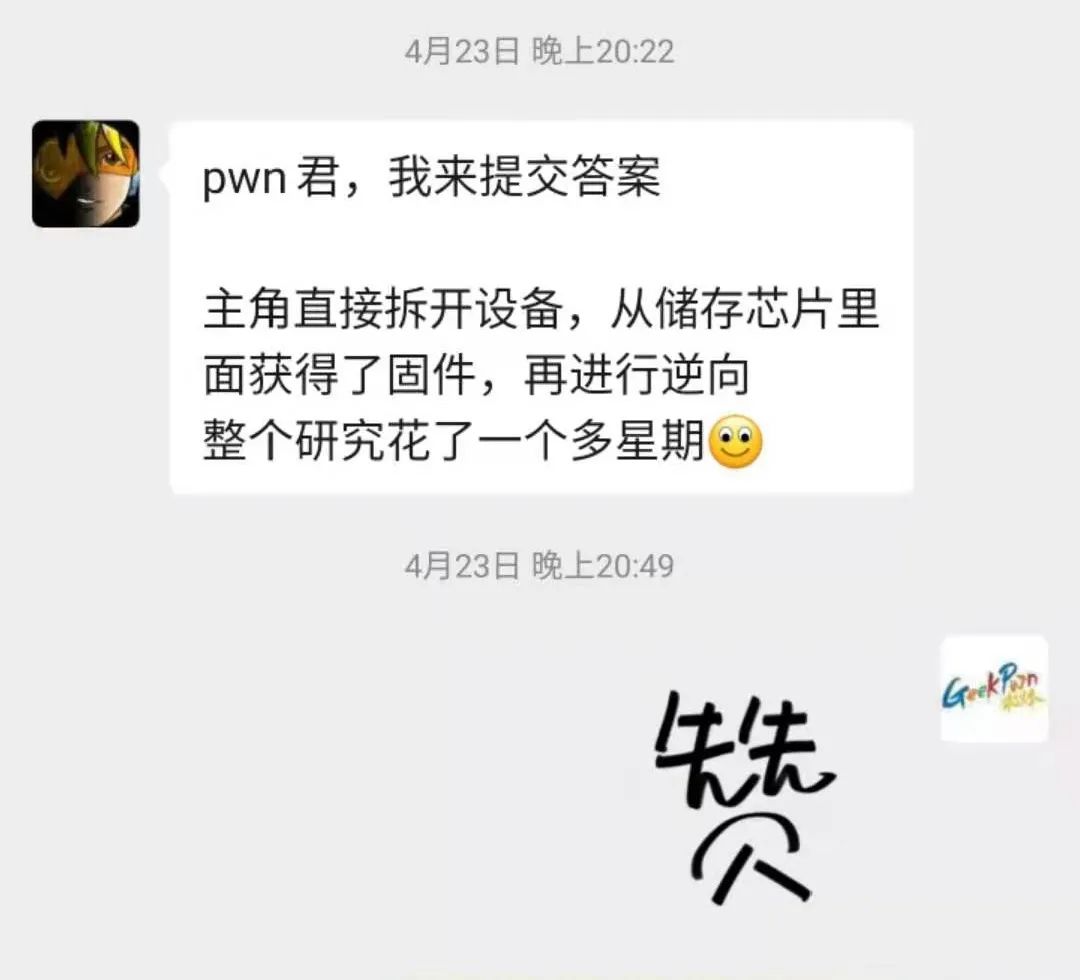 4月23日 晚上20:22
pwn 君，我来提交答案
主角直接拆开设备，从储存芯片里
面获得了固件，再进行逆向
整个研究花了一个多星期
4月23日 晚上20:49
GeekPwn
赞